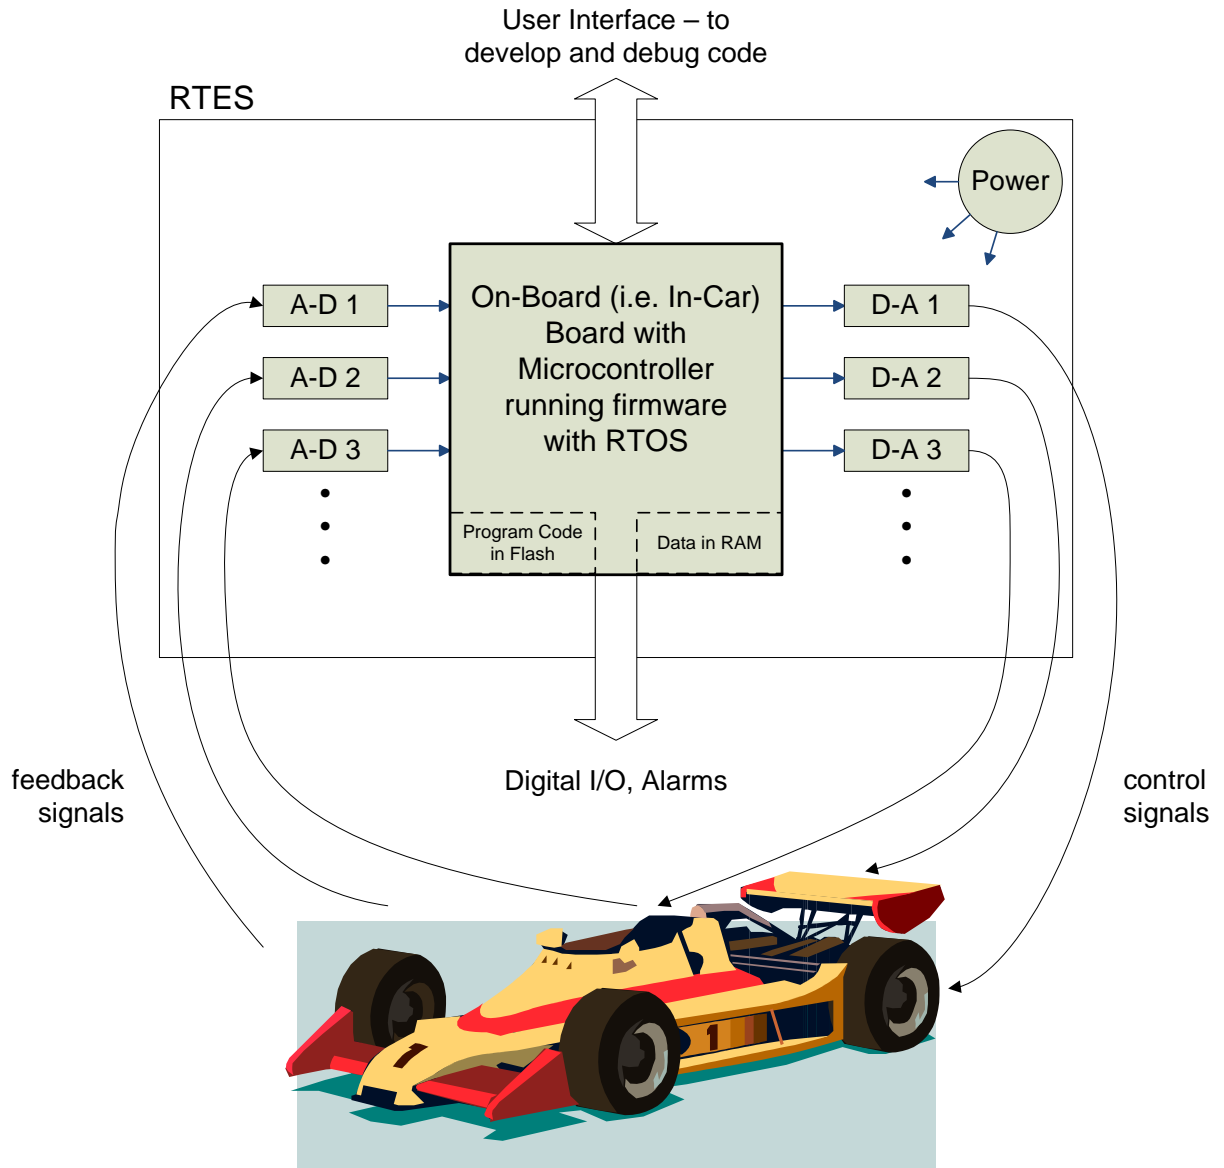 User Interface – to
develop and debug code
RTES
Power
A-D 1
A-D 2
A-D 3
On-Board (i.e. In-Car)
Board with
Microcontroller
running firmware
with RTOS
Program Code
in Flash
Data in RAM
D-A 1
D-A 2
D-A 3
feedback
signals
Digital I/O, Alarms
control
signals
1
1